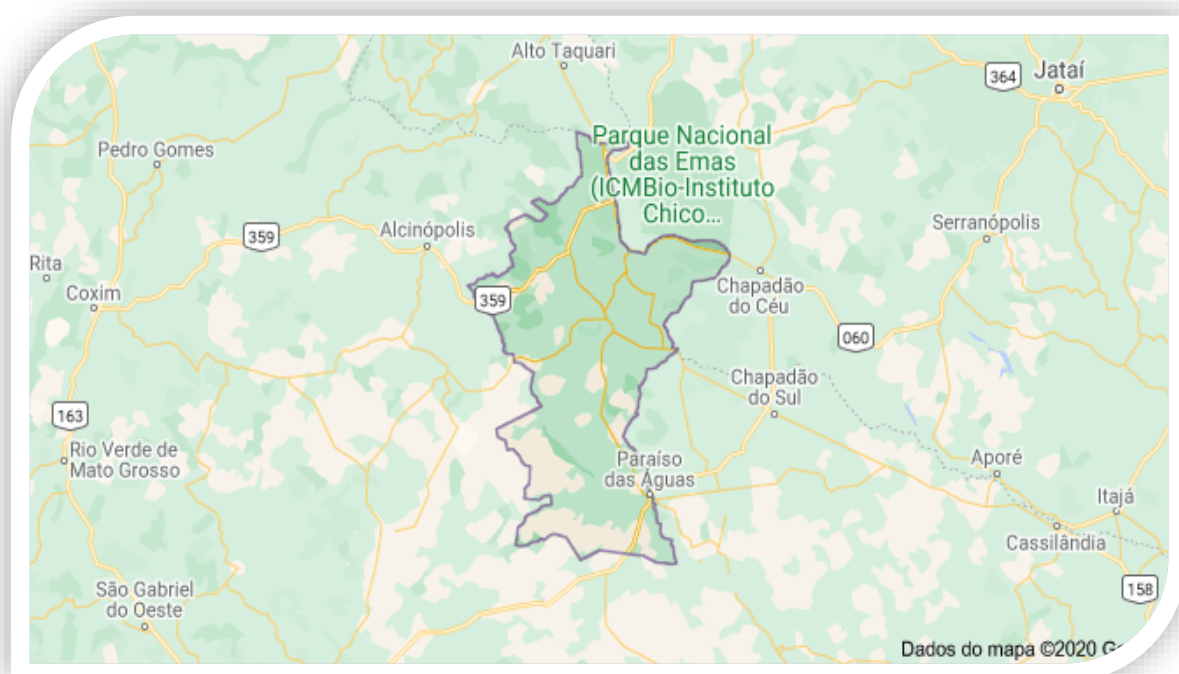 Alto Taquari
364
Jataí
Parque Nacional
das Emas
(ICMBio-Instituto
Chico...
Pedro Gomes
359
Alcinópolis
Serranópolis
Rita
Coxim
359
Chapadão
do Céu
060
Chapadão
do Sul
163
Rio Verde de
Mato Grosso
Paraíso
das Águas
Aporé
Itajá
Cassilândia
São Gabriel
do Oeste
158
Dados do mapa ©2020